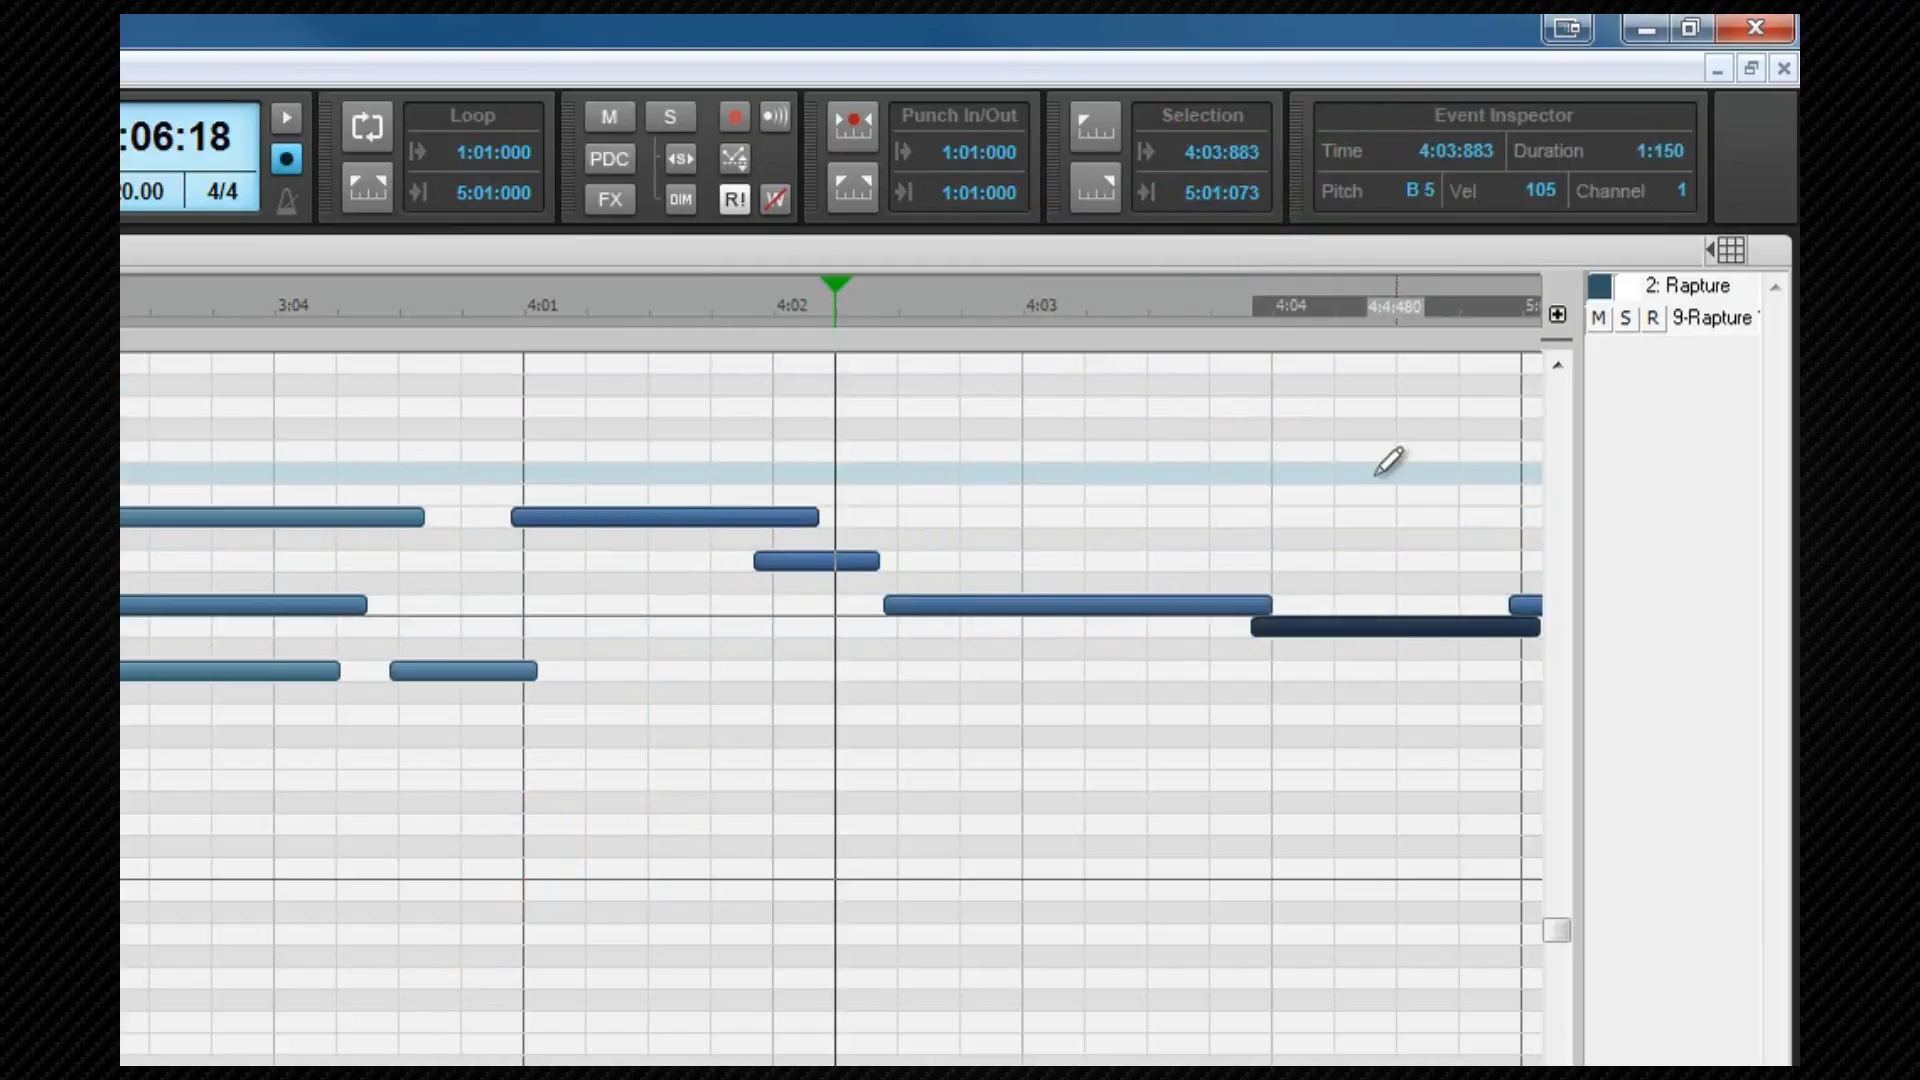 :06:18
20.00 4/4
Loop
1:01:000
5:01:000
M S
PDC S
FX DIM R! W
Punch In/Out
1:01:000
1:01:000
Selection
4:03:883
5:01:073
Event Inspector
Time 4:03:883 Duration 1:150
Pitch B 5 Vel 105 Channel 1
3:04 4:01 4:02 4:03 4:04 4:4:480 5:
2: Rapture
M S R 9-Rapture